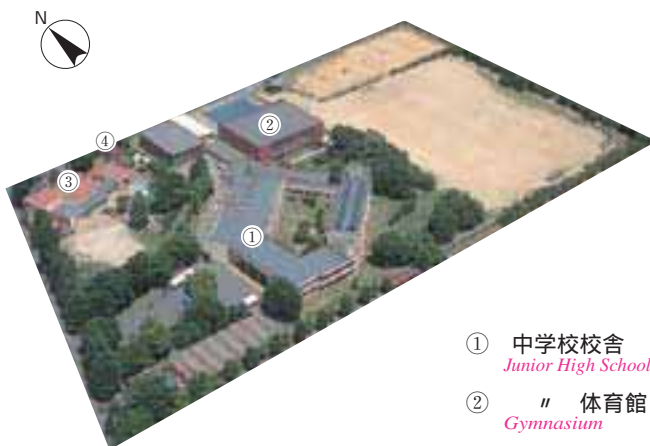 N
②
④
③
①
① 中学校校舎
Junior High School
② 〃 体育館
Gymnasium